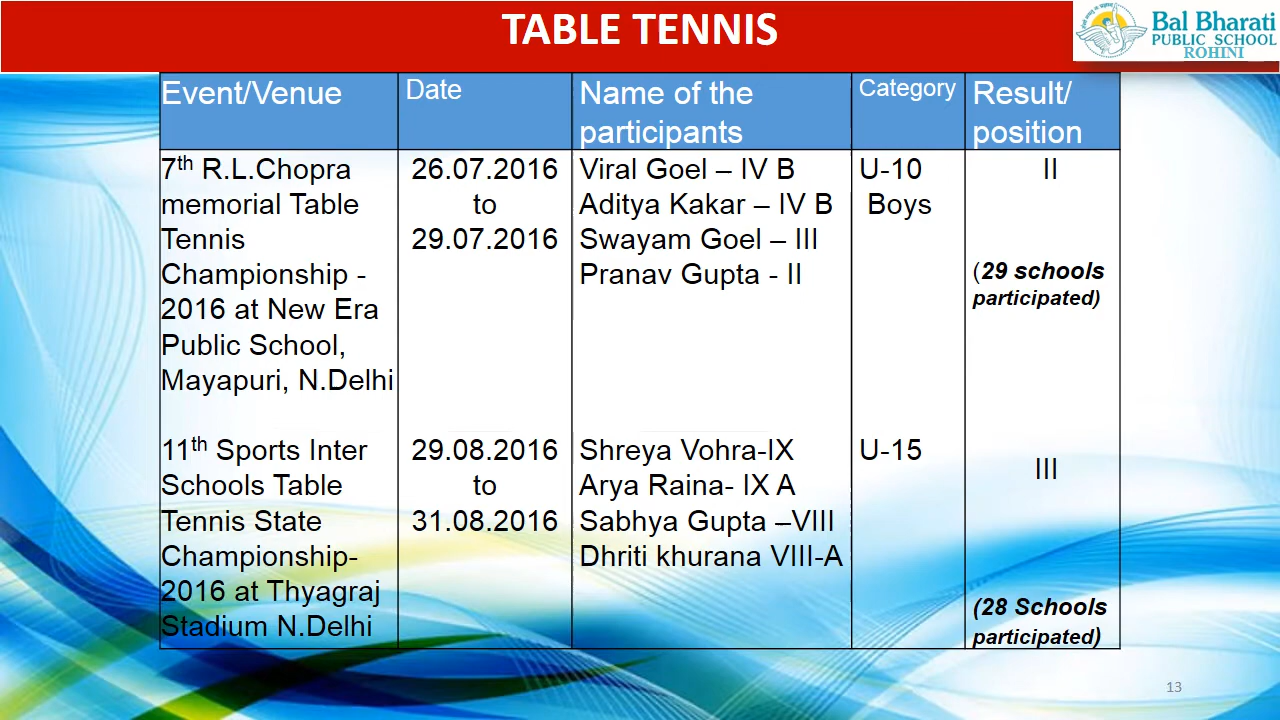 TABLE TENNIS
Bal Bharati
PUBLIC SCHOOL
ROHINI
Event/Venue
Date
Name of the
participants
Category
Result/
position
7th R.L.Chopra
memorial Table
Tennis
Championship -
2016 at New Era
Public School,
Mayapuri, N.Delhi
26.07.2016
to
29.07.2016
Viral Goel – IV B
Aditya Kakar – IV B
Swayam Goel – III
Pranav Gupta - II
U-10
Boys
II
(29 schools
participated)
11th Sports Inter
Schools Table
Tennis State
Championship-
2016 at Thyagraj
Stadium N.Delhi
29.08.2016
to
31.08.2016
Shreya Vohra-IX
Arya Raina- IX A
Sabhya Gupta –VIII
Dhriti khurana VIII-A
U-15
III
(28 Schools
participated)
13